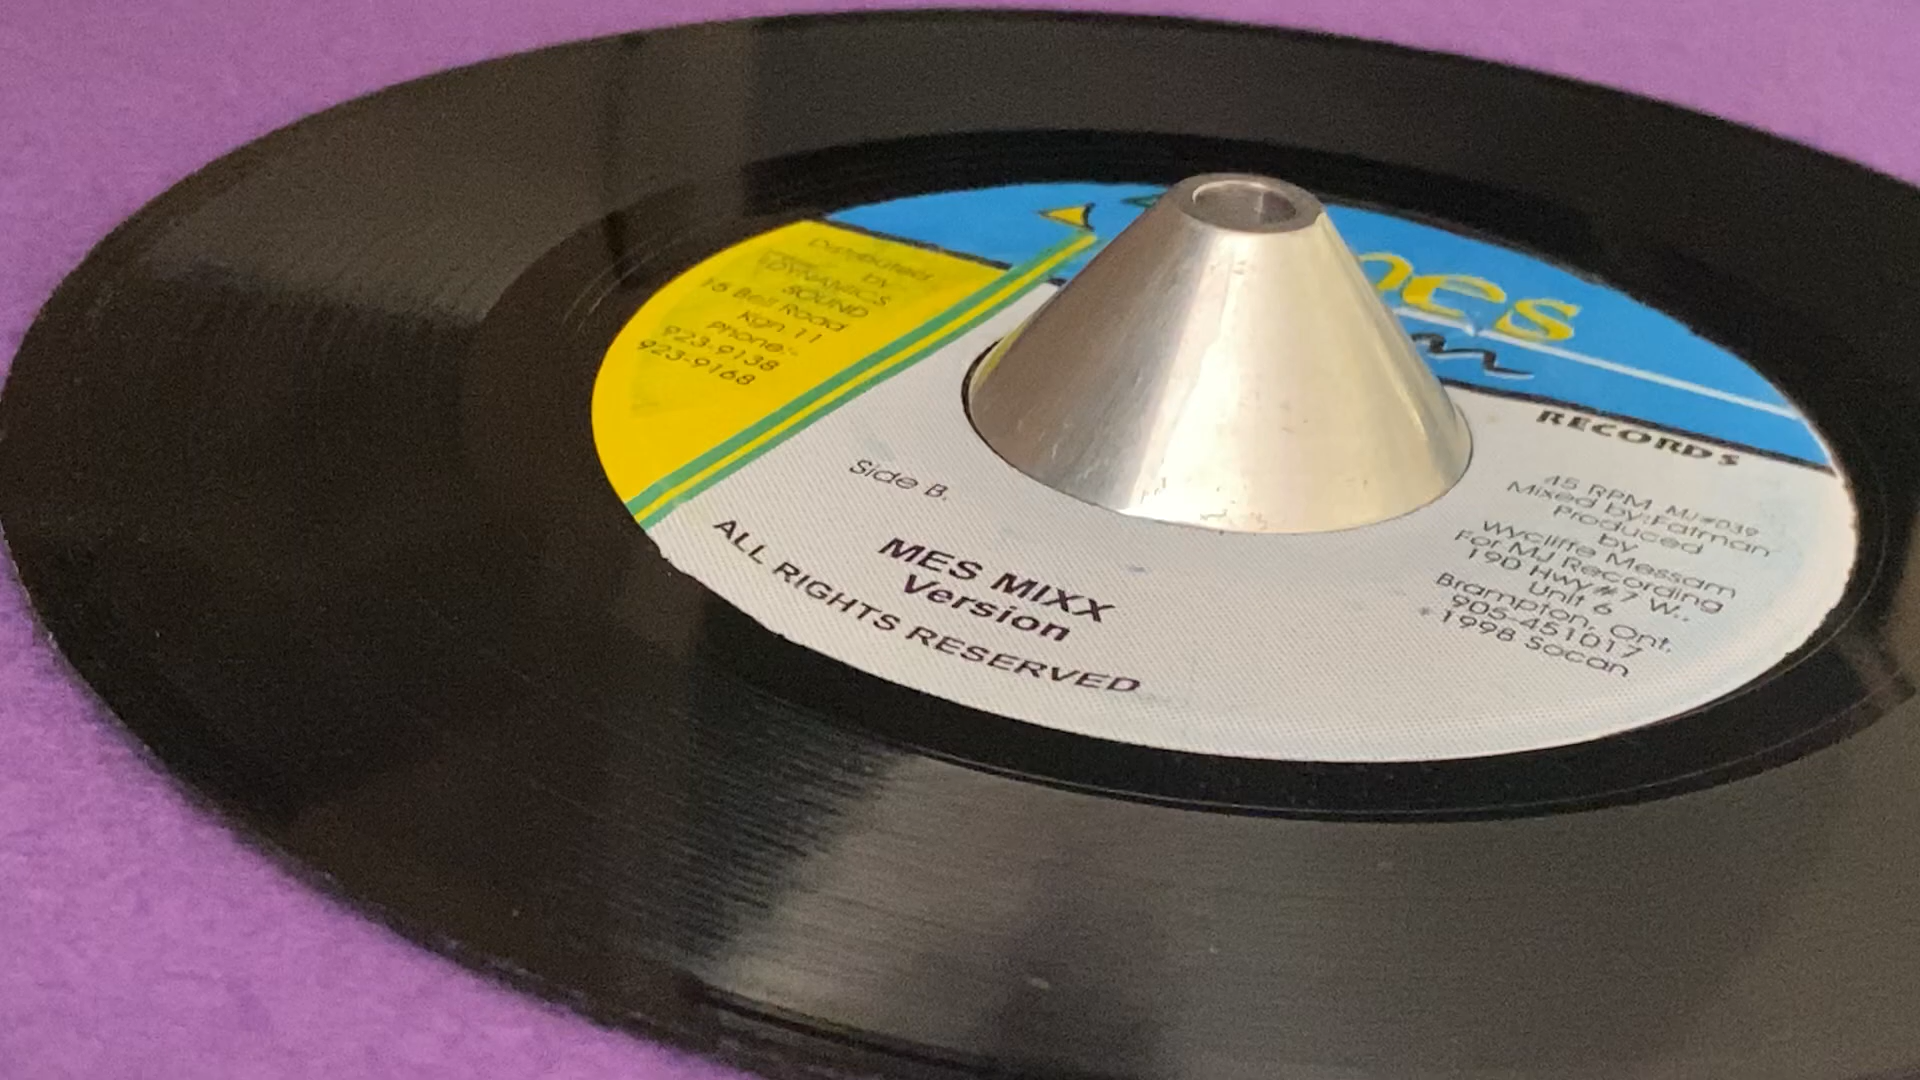 Distributed
by
DYNAMICS
SOUND
15 Bell Road
Kgn. 11
Phone:-
923-9138
923-9168
RECORDS
Side B.
MES MIXX
Version
ALL RIGHTS RESERVED
45 RPM, MJ#039
Mixed by:Fatman
Produced
by
Wycliffe Messam
For MJ Recording
190 Hwy#7 W..
Unit 6
Brampton, Ont.
905-451017
1998 Socan